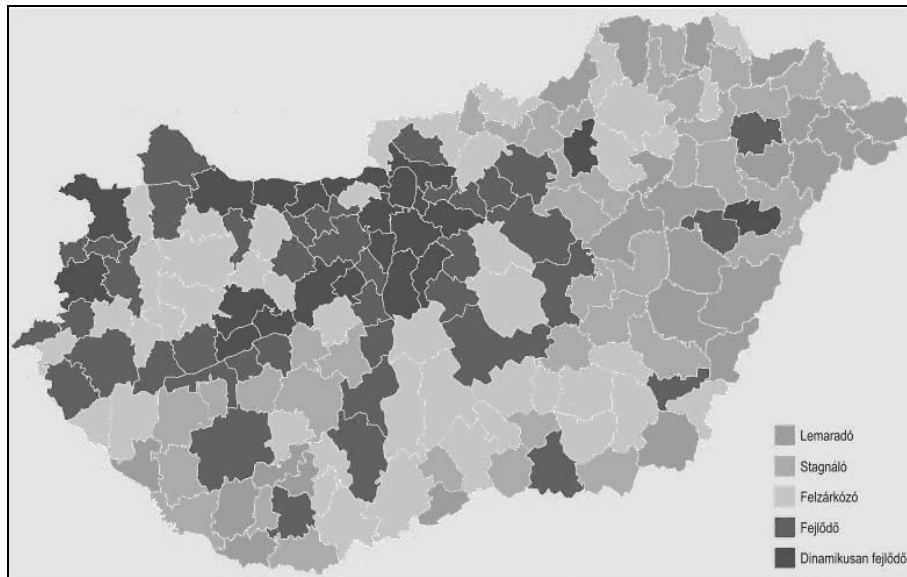 Lemaradó
Stagnáló
Felzárkózó
Fejlődő
Dinamikusan fejlődő